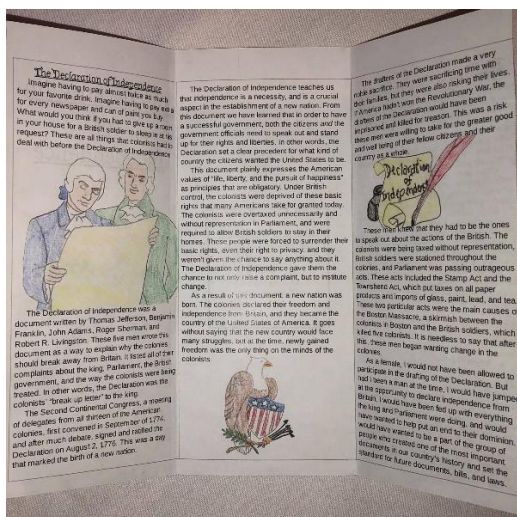 The Declaration of Independence
Imagine having to pay almost twice as much
for your favorite drink. Imagine having to pay extra
for every newspaper and can of paint you buy.
What would you think if you had to give up a room
in your house for a British soldier to sleep in at his
request? These are all things that colonists had to
deal with before the Declaration of Independence
The Declaration of Independence was a
document written by Thomas Jefferson, Benjamin
Franklin, John Adams, Roger Sherman, and
Robert R. Livingston. These five men wrote this
document as a way to explain why the colonies
should break away from Britain. It listed all of their
complaints about the king, Parliament, the British
government, and the way the colonists were being
treated. In other words, the Declaration was the
colonists' "break up letter" to the king.
The Second Continental Congress, a meeting
of delegates from all thirteen of the American
colonies, first convened in September of 1774,
and after much debate, signed and ratified the
Declaration on August 2, 1776. This was a day
that marked the birth of a new nation.
The Declaration of Independence teaches us
that independence is a necessity, and is a crucial
aspect in the establishment of a new nation. From
this document we have learned that in order to have
a successful government, both the citizens and the
government officials need to speak out and stand
up for their rights and liberties, in other words, the
Declaration set a clear precedent for what kind of
country the citizens wanted the United States to be.
This document plainly expresses the American
values of "life, liberty, and the pursuit of happiness"
as principles that are obligatory. Under British
control, the colonists were deprived of these basic
rights that many Americans take for granted today.
The colonists were overtaxed unnecessarily and
without representation in Parliament, and were
required to allow British soldiers to stay in their
homes. These people were forced to surrender their
basic rights, even their right to privacy, and they
weren't given the chance to say anything about it.
The Declaration of Independence gave them the
chance to not only raise a complaint, but to institute
change.
As a result of this document, a new nation was
born. The colonies declared their freedom and
independence from Britain, and they became the
country of the United States of America. It goes
without saying that the new country would face
many struggles, but at the time, newly gained
freedom was the only thing on the minds of the
colonists
The drafters of the Declaration made a very
noble sacrifice. They were sacrificing time with
their families, but they were also risking their lives.
If America hadn't won the Revolutionary War, the
drafters of the Declaration would have been
imprisoned and killed for treason. This was a risk
these men were willing to take for the greater good
and well being of their fellow citizens and their
country as a whole.
Declaration
of
Independence
These men knew that they had to be the ones
to speak out about the actions of the British. The
colonists were being taxed without representation,
British soldiers were stationed throughout the
colonies, and Parliament was passing outrageous
acts. These acts included the Stamp Act and the
Townshend Act, which put taxes on all paper
products and imports of glass, paint, lead, and tea.
These two particular acts were the main causes of
the Boston Massacre, a skirmish between the
colonists in Boston and the British soldiers, which
killed five colonists. It is needless to say that after
this, these men began wanting change in the
colonies.
As a female, I would not have been allowed to
participate in the drafting of the Declaration. But
had I been a man at the time, I would have jumped
at the opportunity to declare independence from
Britain. I would have been fed up with everything
the king and Parliament were doing, and would
have wanted to help put an end to their dominion. I
would have wanted to be a part of the group of
people who created one of the most important
documents in our country's history and set the
standard for future documents, bills, and laws.